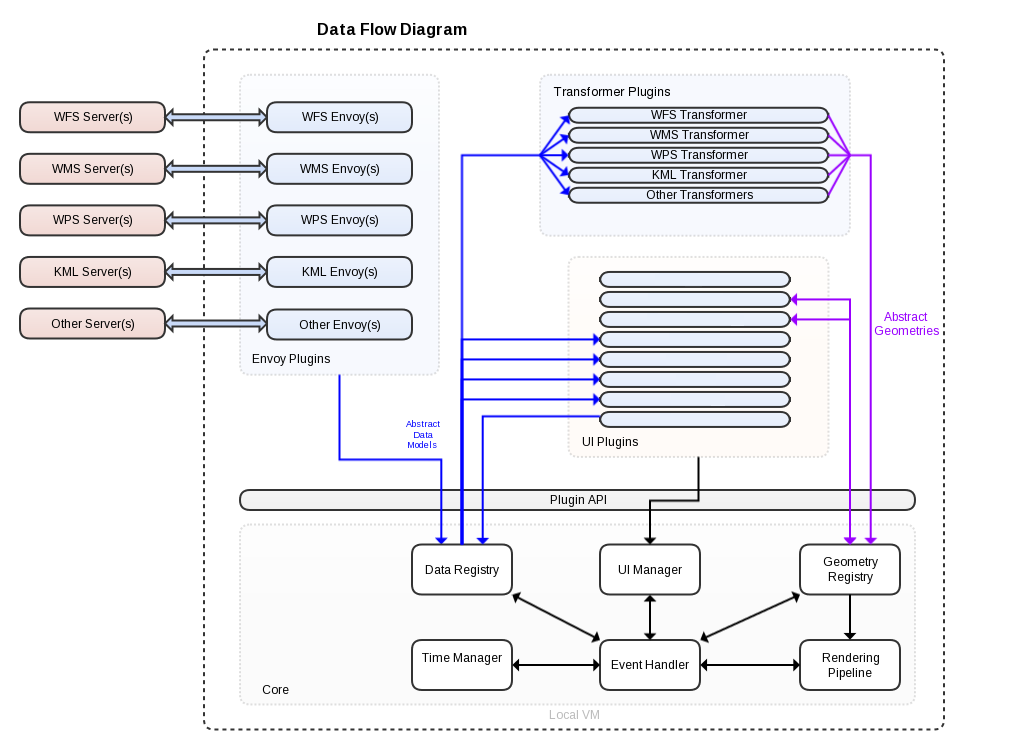 Data Flow Diagram
WFS Server(s)
WMS Server(s)
WPS Server(s)
KML Server(s)
Other Server(s)
WFS Envoy(s)
WMS Envoy(s)
WPS Envoy(s)
KML Envoy(s)
Other Envoy(s)
Envoy Plugins
Transformer Plugins
WFS Transformer
WMS Transformer
WPS Transformer
KML Transformer
Other Transformers
Abstract
Geometries
UI Plugins
Abstract
Data
Models
Plugin API
Data Registry
UI Manager
Geometry
Registry
Time Manager
Event Handler
Rendering
Pipeline
Core
Local VM